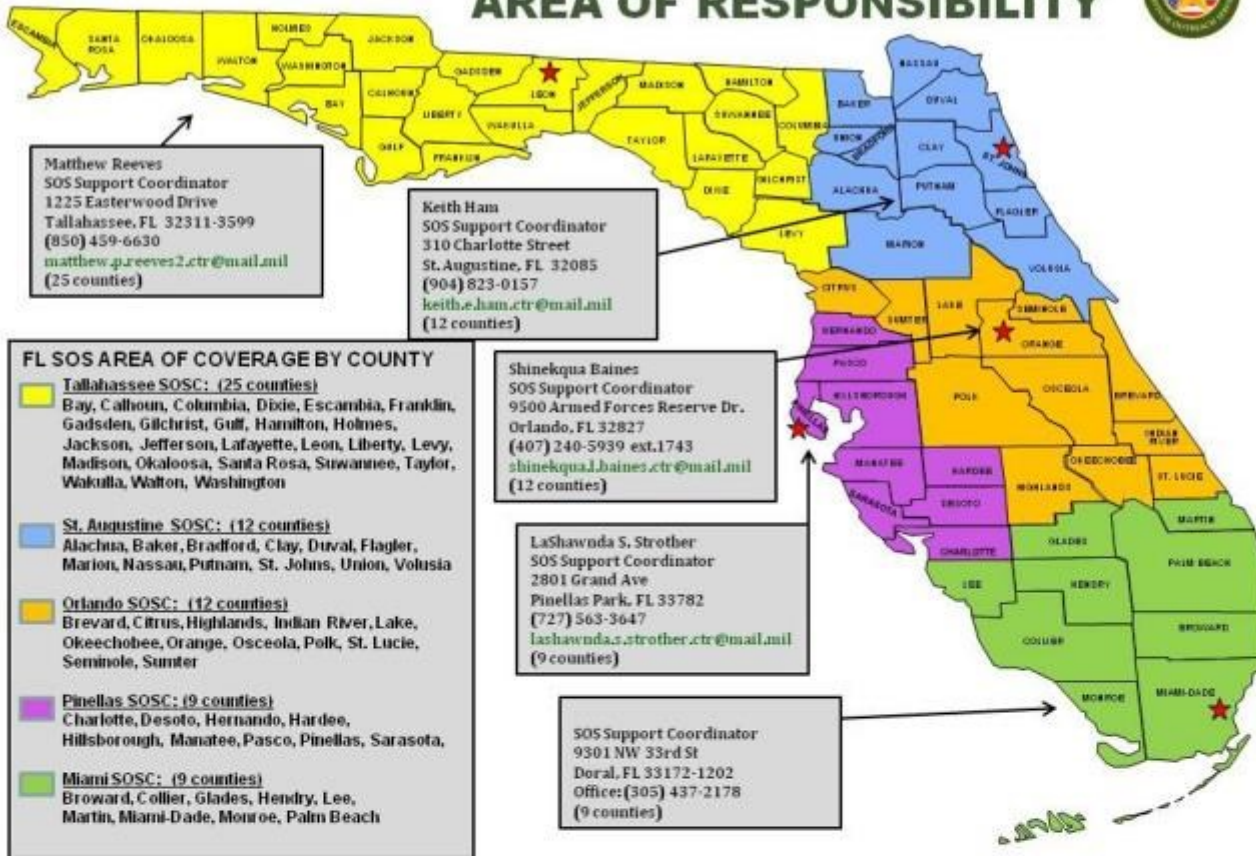 AREA OF RESPONSIBILITY
ESCAMBIA
SANTA
ROSA
OKALOOSA
WALTON
HOLMES
WASHINGTON
JACKSON
BAY
CALHOUN
GULF
GADSDEN
LIBERTY
FRANKLIN
LEON
WAKULLA
JEFFERSON
MADISON
TAYLOR
HAMILTON
SUWANNEE
LAFAYETTE
DIXIE
COLUMBIA
GILCHRIST
LEVY
NASSAU
BAKER
DUVAL
UNION
BRADFORD
CLAY
ST. JOHNS
ALACHUA
PUTNAM
FLAGLER
MARION
VOLUSIA
CITRUS
SUMTER
LAKE
SEMINOLE
ORANGE
HERNANDO
PASCO
HILLSBOROUGH
PINELLAS
POLK
OSCEOLA
BREVARD
INDIAN
RIVER
MANATEE
HARDEE
HIGHLANDS
OKEECHOBEE
ST. LUCIE
SARASOTA
DESOTO
CHARLOTTE
GLADES
MARTIN
LEE
HENDRY
PALM BEACH
COLLIER
BROWARD
MONROE
MIAMI-DADE
Matthew Reeves
SOS Support Coordinator
1225 Easterwood Drive
Tallahassee, FL 32311-3599
(850) 459-6630
matthew.p.reeves2.ctr@mail.mil
(25 counties)
Keith Ham
SOS Support Coordinator
310 Charlotte Street
St. Augustine, FL 32085
(904) 823-0157
keith.e.ham.ctr@mail.mil
(12 counties)
Shinekqua Baines
SOS Support Coordinator
9500 Armed Forces Reserve Dr.
Orlando, FL 32827
(407) 240-5939 ext.1743
shinekqua.l.baines.ctr@mail.mil
(12 counties)
LaShawnda S. Strother
SOS Support Coordinator
2801 Grand Ave
Pinellas Park, FL 33782
(727) 563-3647
lashawnda.s.strother.ctr@mail.mil
(9 counties)
SOS Support Coordinator
9301 NW 33rd St
Doral, FL 33172-1202
Office: (305) 437-2178
(9 counties)
FL SOS AREA OF COVERAGE BY COUNTY
Tallahassee SOSC: (25 counties)
Bay, Calhoun, Columbia, Dixie, Escambia, Franklin,
Gadsden, Gilchrist, Gulf, Hamilton, Holmes,
Jackson, Jefferson, Lafayette, Leon, Liberty, Levy,
Madison, Okaloosa, Santa Rosa, Suwannee, Taylor,
Wakulla, Walton, Washington
St. Augustine SOSC: (12 counties)
Alachua, Baker, Bradford, Clay, Duval, Flagler,
Marion, Nassau, Putnam, St. Johns, Union, Volusia
Orlando SOSC: (12 counties)
Brevard, Citrus, Highlands, Indian River, Lake,
Okeechobee, Orange, Osceola, Polk, St. Lucie,
Seminole, Sumter
Pinellas SOSC: (9 counties)
Charlotte, Desoto, Hernando, Hardee,
Hillsborough, Manatee, Pasco, Pinellas, Sarasota,
Miami SOSC: (9 counties)
Broward, Collier, Glades, Hendry, Lee,
Martin, Miami-Dade, Monroe, Palm Beach